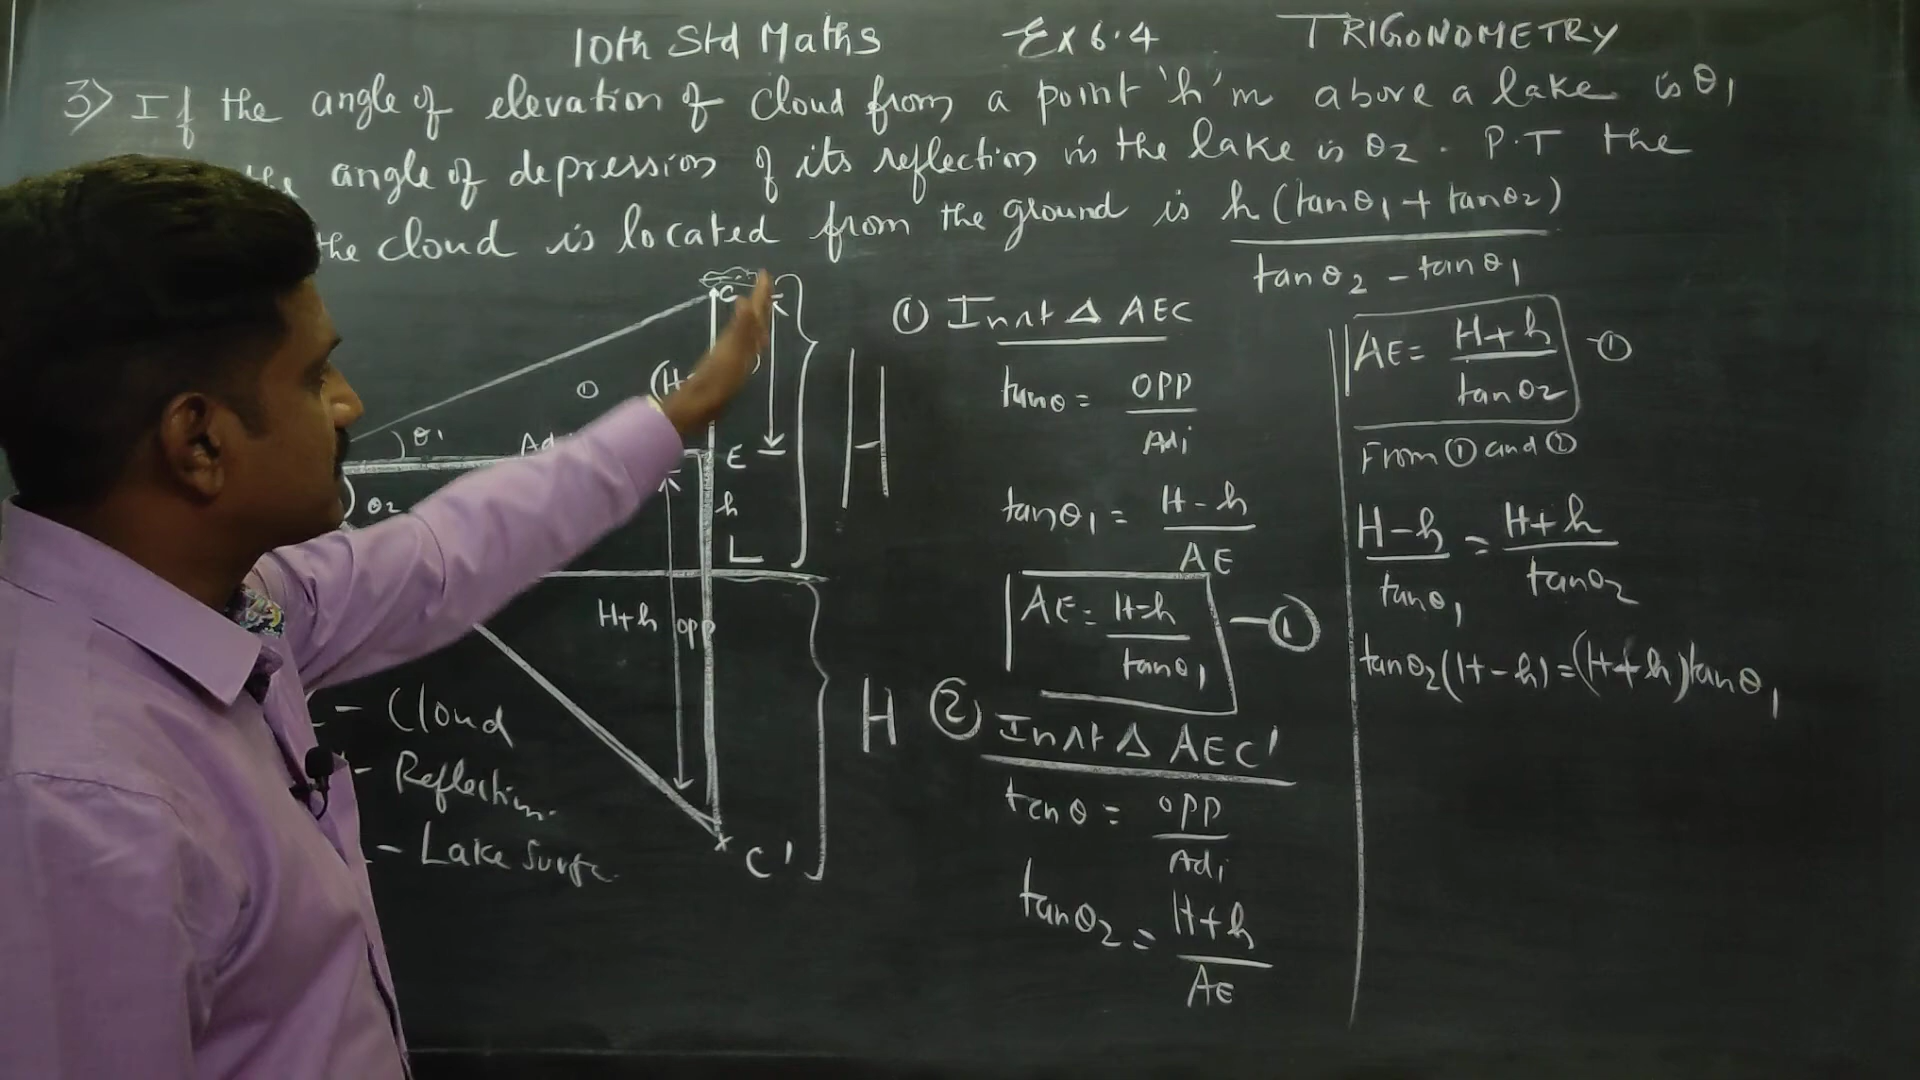 10th Std Maths Ex 6.4 TRIGONOMETRY
3) If the angle of elevation of cloud from a point 'h'm above a lake is θ1
angle of depression of its reflection in the lake is θ2. P.T the
the cloud is located from the ground is h(tanθ1 + tanθ2)
tanθ2 - tanθ1
C
①
θ1
E
θ2
h
L
H
H+h opp
- Cloud
- Reflection
- Lake Surfa
C'
H
① In rt Δ AEC
tanθ = opp
Adj
tanθ1 = H-h
AE
AE = H-h
tanθ1
- ①
② In rt Δ AEC'
tanθ = opp
Adj
tanθ2 = H+h
AE
AE = H+h
tanθ2
- ①
From ① and ②
H-h = H+h
tanθ1 tanθ2
tanθ2(H-h) = (H+h)tanθ1